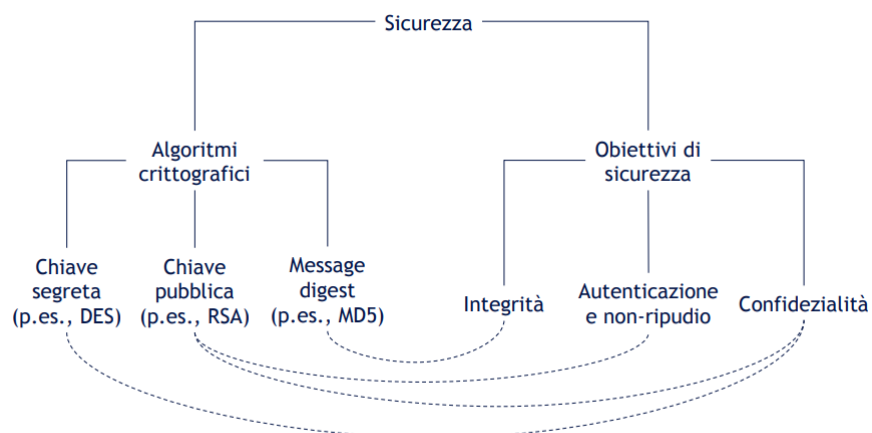 Sicurezza
Algoritmi
crittografici
Obiettivi di
sicurezza
Chiave
segreta
(p.es., DES)
Chiave
pubblica
(p.es., RSA)
Message
digest
(p.es., MD5)
Integrità
Autenticazione
e non-ripudio
Confidezialità